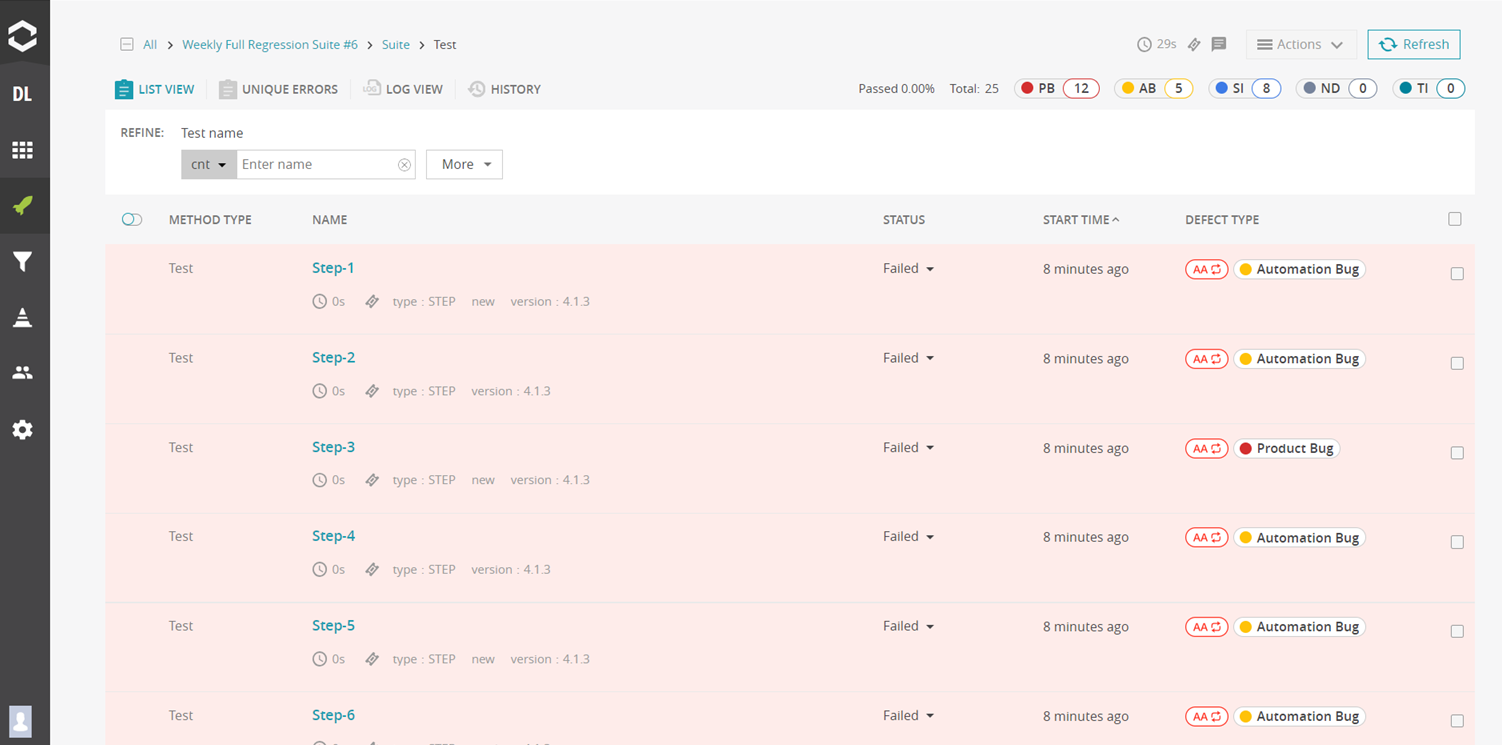 All > Weekly Full Regression Suite #6 > Suite > Test
29s
Actions
Refresh
DL
LIST VIEW
UNIQUE ERRORS
LOG
LOG VIEW
HISTORY
Passed 0.00% Total: 25 PB 12 AB 5 SI 8 ND 0 TI 0
REFINE: Test name
cnt Enter name More
METHOD TYPE NAME STATUS START TIME DEFECT TYPE
Test Step-1 Failed 8 minutes ago AA Automation Bug
0s type : STEP new version : 4.1.3
Test Step-2 Failed 8 minutes ago AA Automation Bug
0s type : STEP version : 4.1.3
Test Step-3 Failed 8 minutes ago AA Product Bug
0s type : STEP new version : 4.1.3
Test Step-4 Failed 8 minutes ago AA Automation Bug
0s type : STEP version : 4.1.3
Test Step-5 Failed 8 minutes ago AA Automation Bug
0s type : STEP new version : 4.1.3
Test Step-6 Failed 8 minutes ago AA Automation Bug